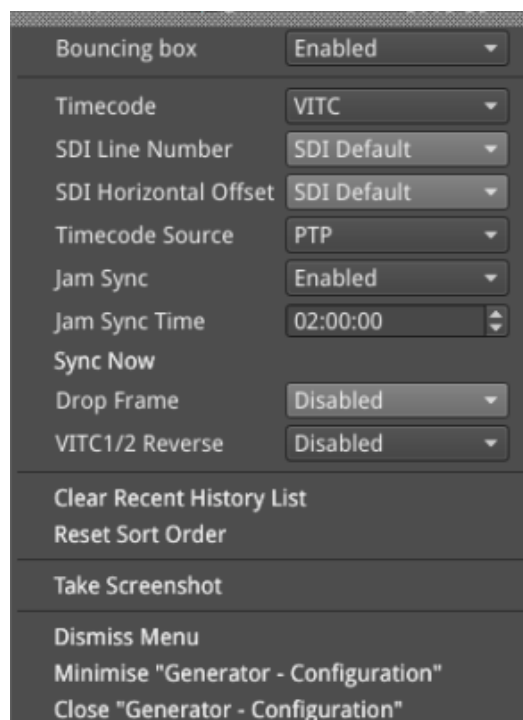 Bouncing box Enabled
Timecode VITC
SDI Line Number SDI Default
SDI Horizontal Offset SDI Default
Timecode Source PTP
Jam Sync Enabled
Jam Sync Time 02:00:00
Sync Now
Drop Frame Disabled
VITC1/2 Reverse Disabled
Clear Recent History List
Reset Sort Order
Take Screenshot
Dismiss Menu
Minimise "Generator - Configuration"
Close "Generator - Configuration"